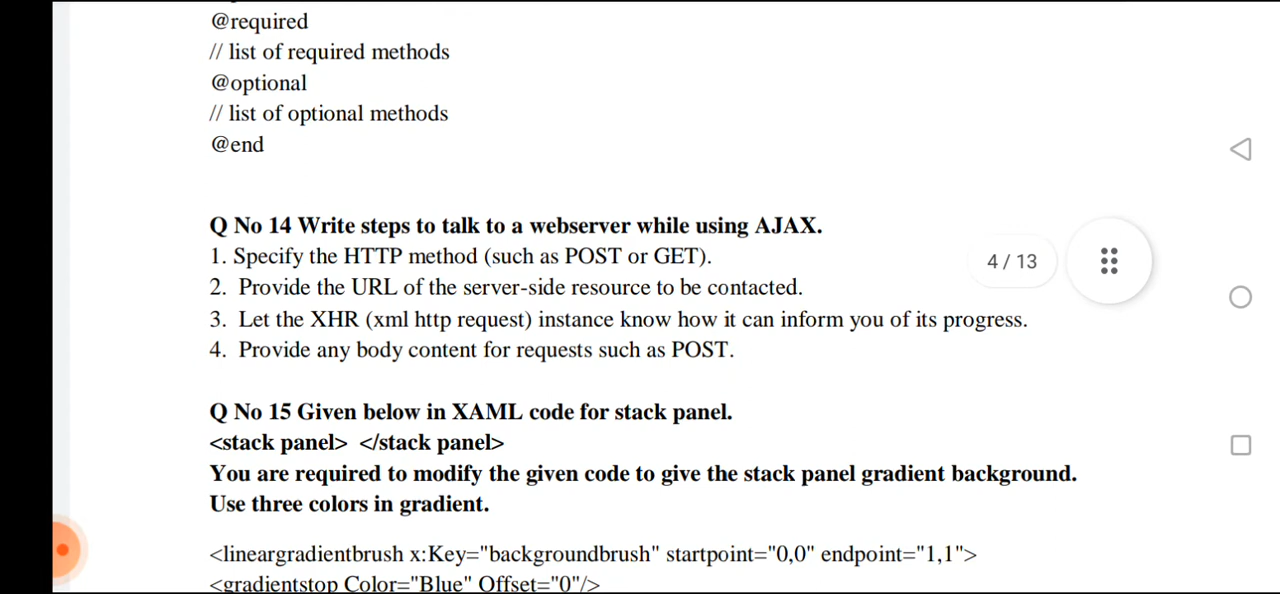 @required
// list of required methods
@optional
// list of optional methods
@end
Q No 14 Write steps to talk to a webserver while using AJAX.
1. Specify the HTTP method (such as POST or GET).
2. Provide the URL of the server-side resource to be contacted.
3. Let the XHR (xml http request) instance know how it can inform you of its progress.
4. Provide any body content for requests such as POST.
4 / 13
Q No 15 Given below in XAML code for stack panel.
<stack panel> </stack panel>
You are required to modify the given code to give the stack panel gradient background.
Use three colors in gradient.
<lineargradientbrush x:Key="backgroundbrush" startpoint="0,0" endpoint="1,1">
<gradientstop Color="Blue" Offset="0"/>